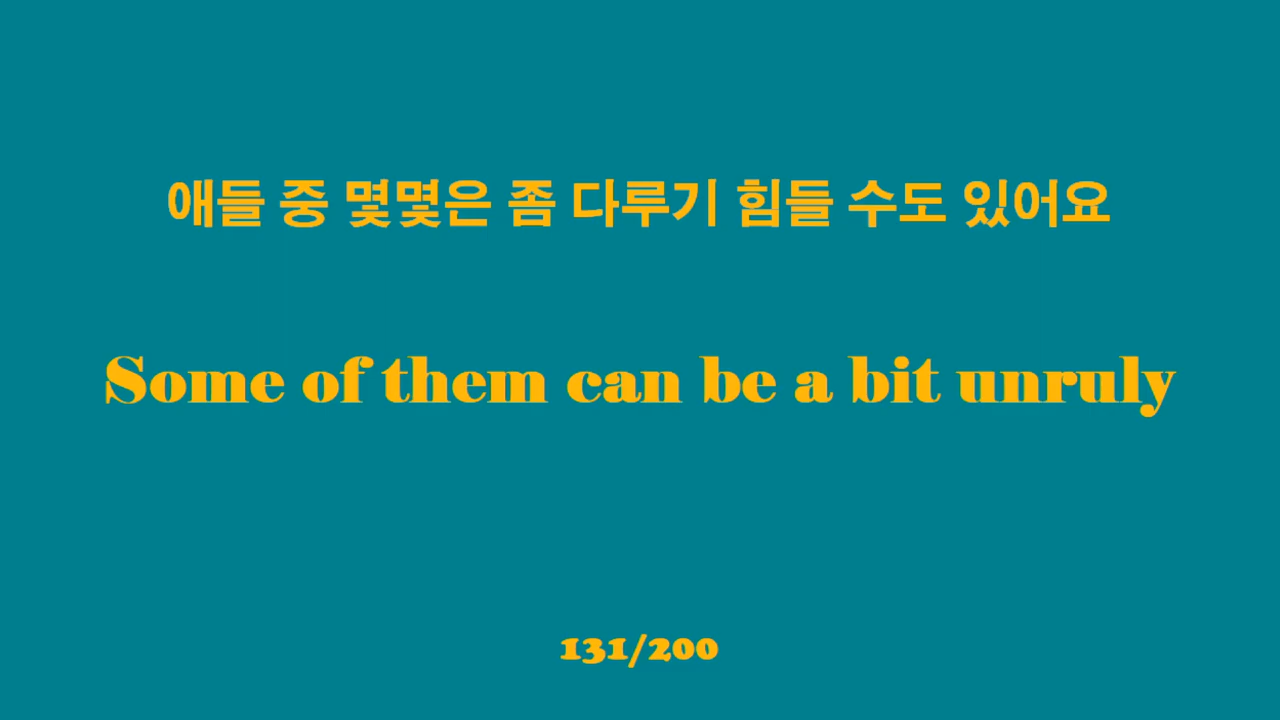 애들 중 몇몇은 좀 다루기 힘들 수도 있어요
Some of them can be a bit unruly
131/200